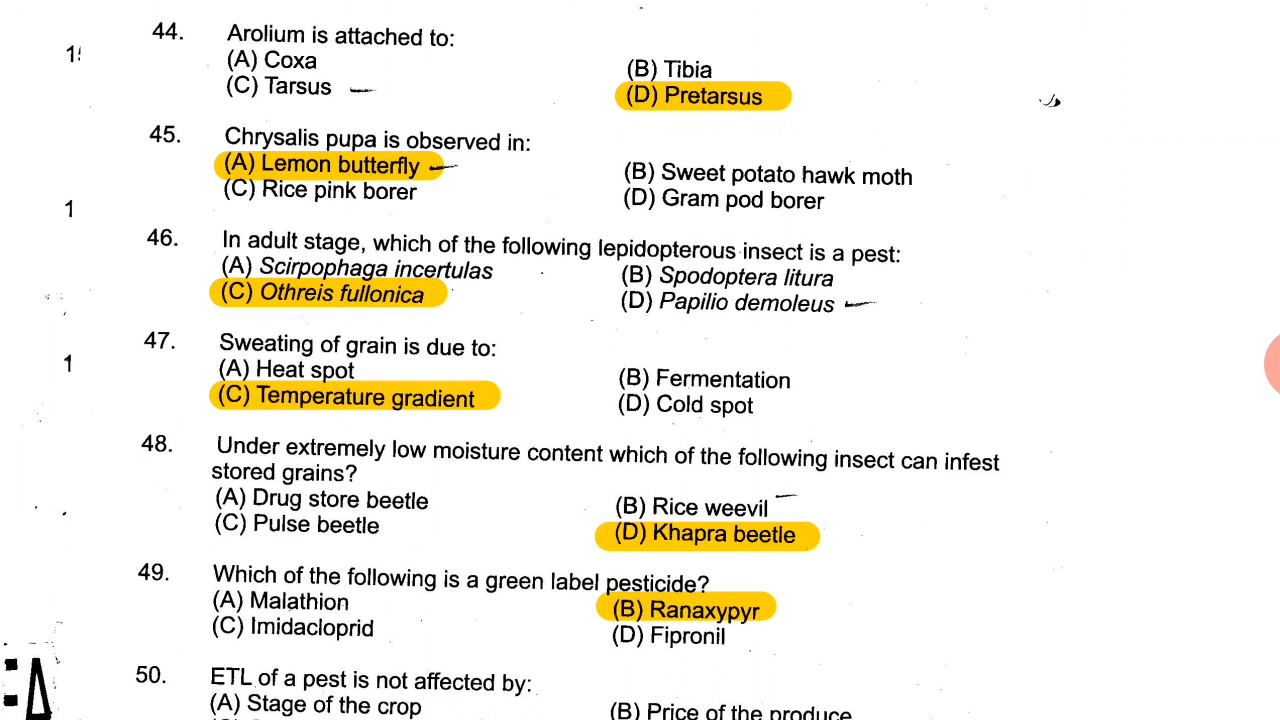 44. Arolium is attached to:
(A) Coxa (B) Tibia
(C) Tarsus (D) Pretarsus
45. Chrysalis pupa is observed in:
(A) Lemon butterfly (B) Sweet potato hawk moth
(C) Rice pink borer (D) Gram pod borer
1
46. In adult stage, which of the following lepidopterous insect is a pest:
(A) Scirpophaga incertulas (B) Spodoptera litura
(C) Othreis fullonica (D) Papilio demoleus
47. Sweating of grain is due to:
1
(A) Heat spot (B) Fermentation
(C) Temperature gradient (D) Cold spot
48. Under extremely low moisture content which of the following insect can infest
stored grains?
(A) Drug store beetle (B) Rice weevil
(C) Pulse beetle (D) Khapra beetle
49. Which of the following is a green label pesticide?
(A) Malathion (B) Ranaxypyr
(C) Imidacloprid (D) Fipronil
50. ETL of a pest is not affected by:
(A) Stage of the crop (B) Price of the produce